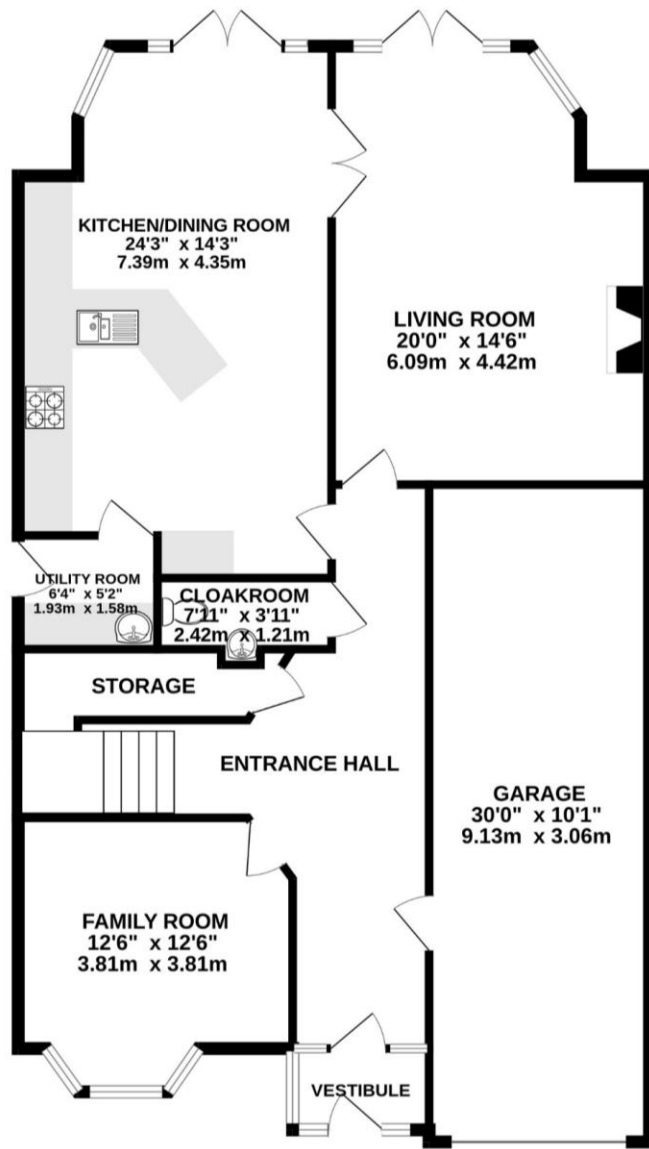 KITCHEN/DINING ROOM
24'3" x 14'3"
7.39m x 4.35m
LIVING ROOM
20'0" x 14'6"
6.09m x 4.42m
UTILITY ROOM
6'4" x 5'2"
1.93m x 1.58m
CLOAKROOM
7'11" x 3'11"
2.42m x 1.21m
STORAGE
ENTRANCE HALL
GARAGE
30'0" x 10'1"
9.13m x 3.06m
FAMILY ROOM
12'6" x 12'6"
3.81m x 3.81m
VESTIBULE